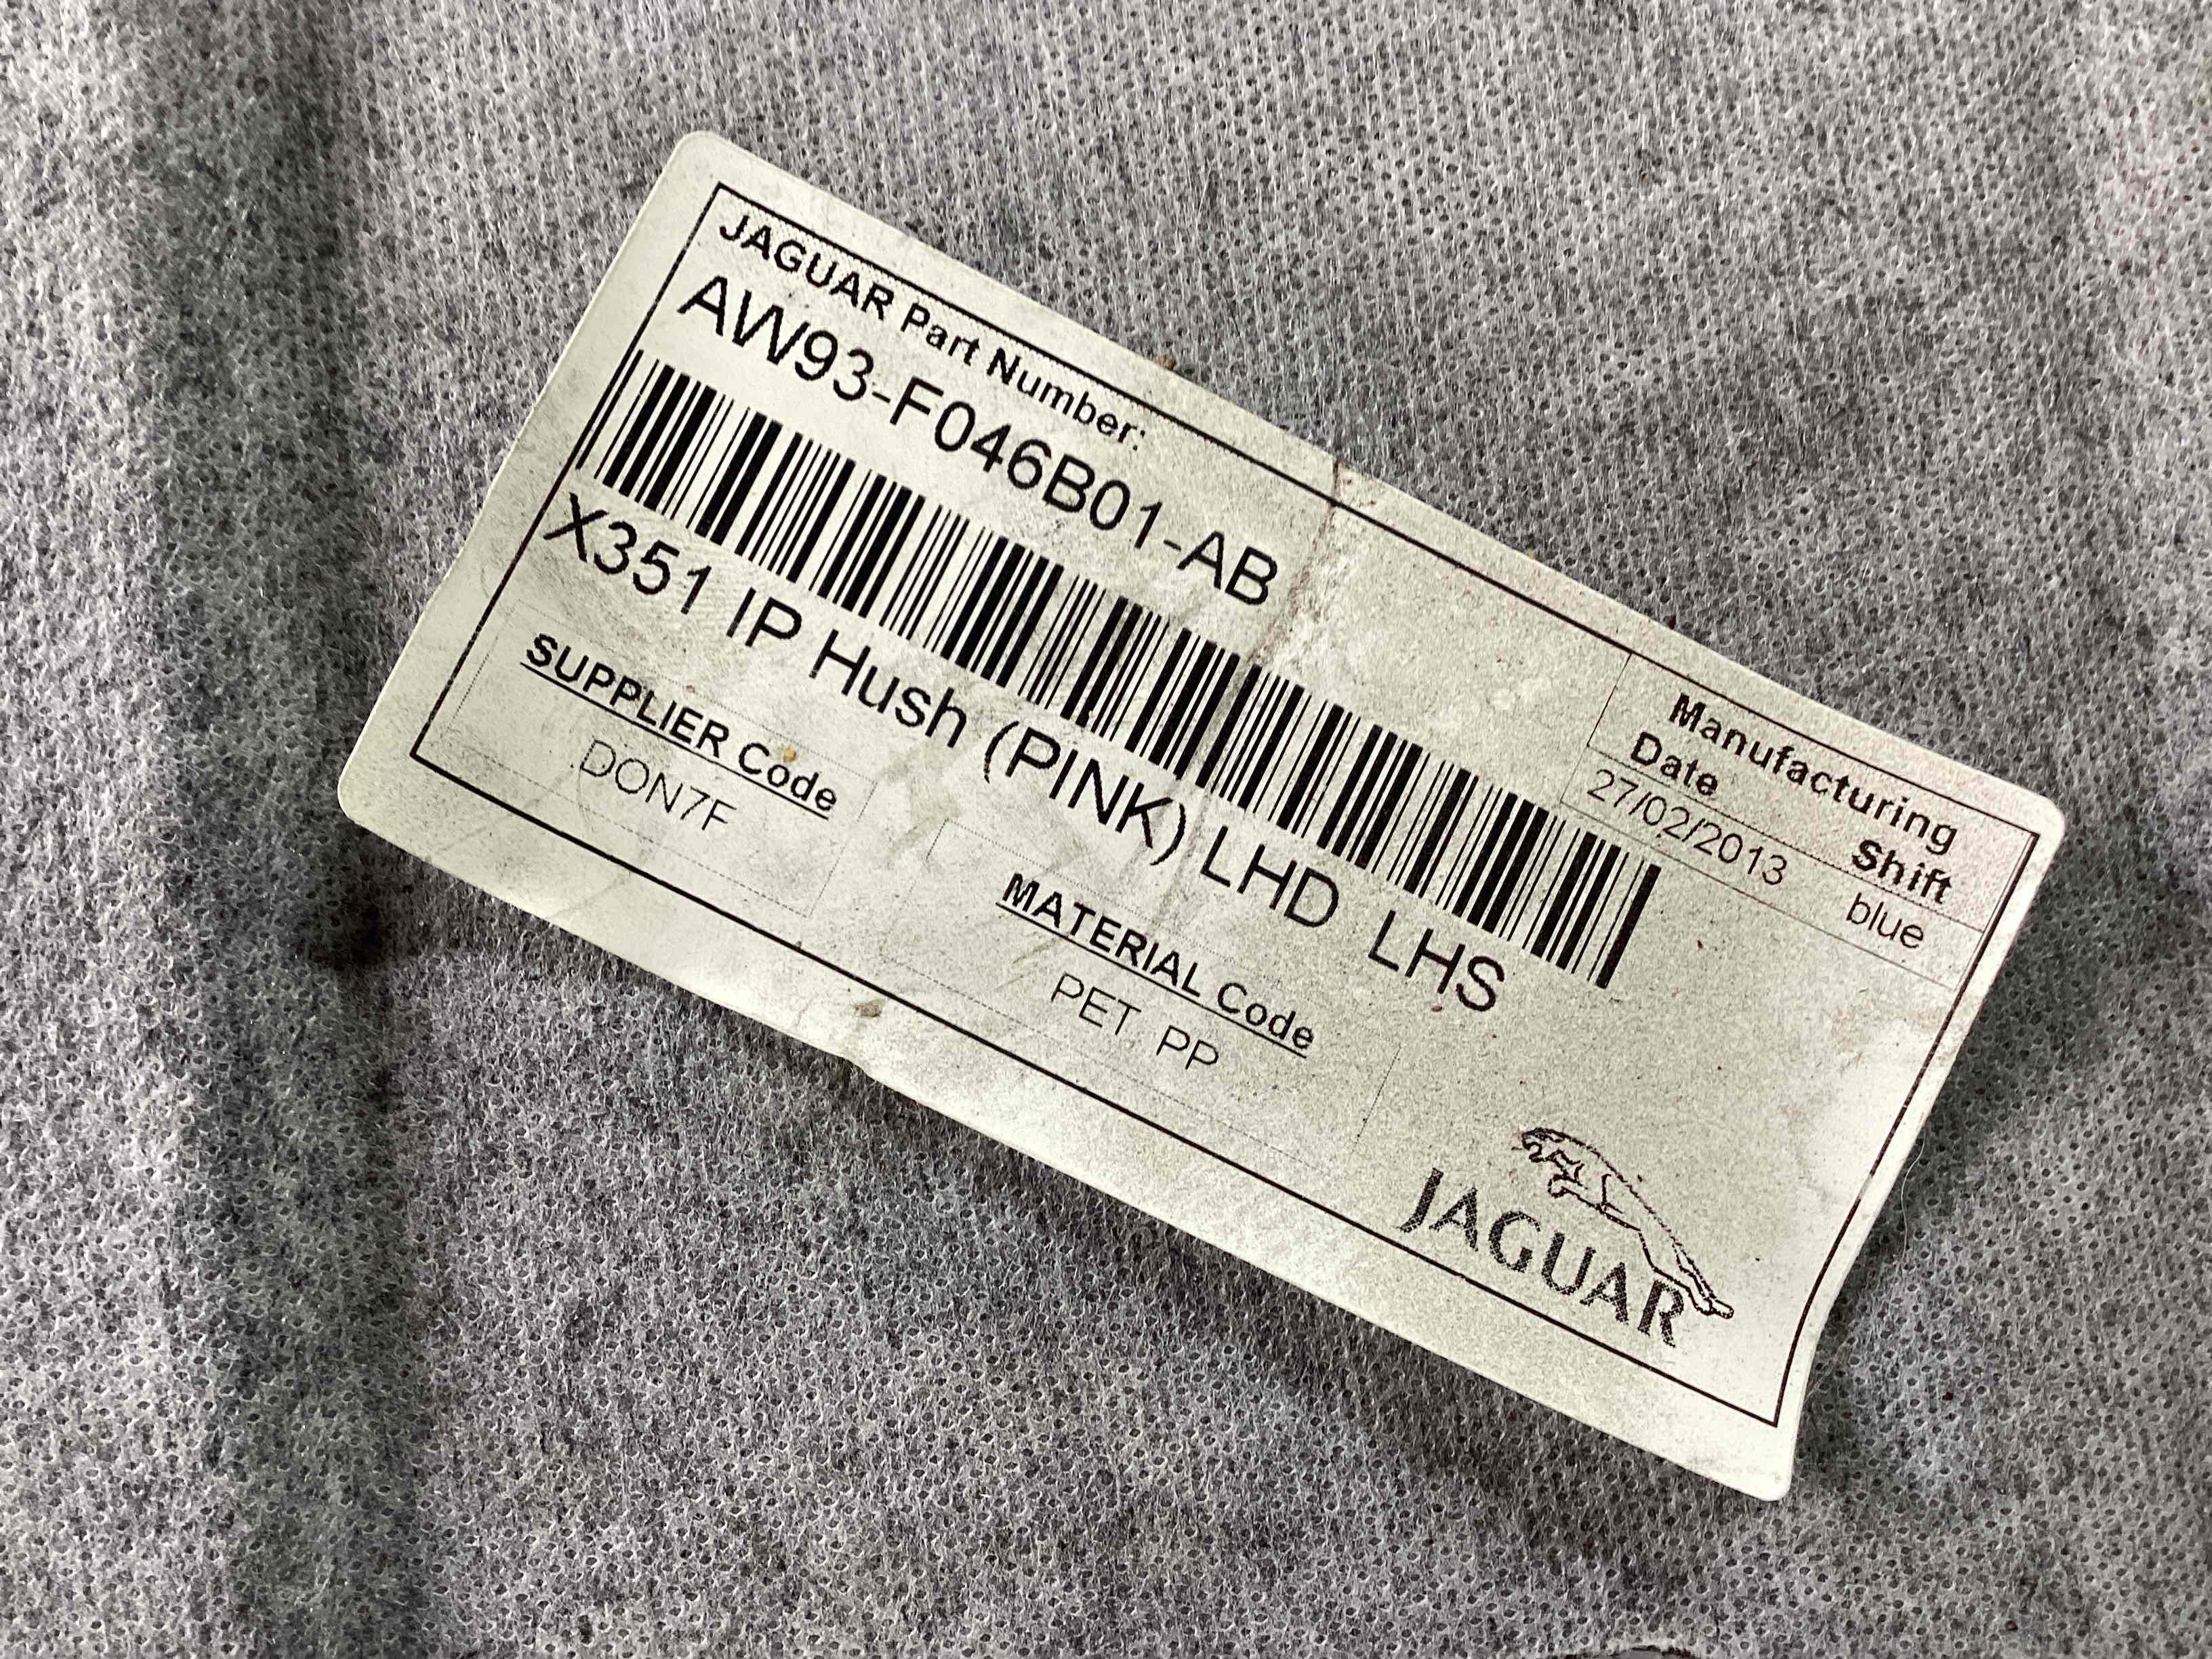 JAGUAR Part Number:
AW93-F046B01-AB
X351 IP Hush (PINK) LHD LHS
Manufacturing
Date Shift
27/02/2013 blue
SUPPLIER Code
DON7F
MATERIAL Code
PET PP
JAGUAR